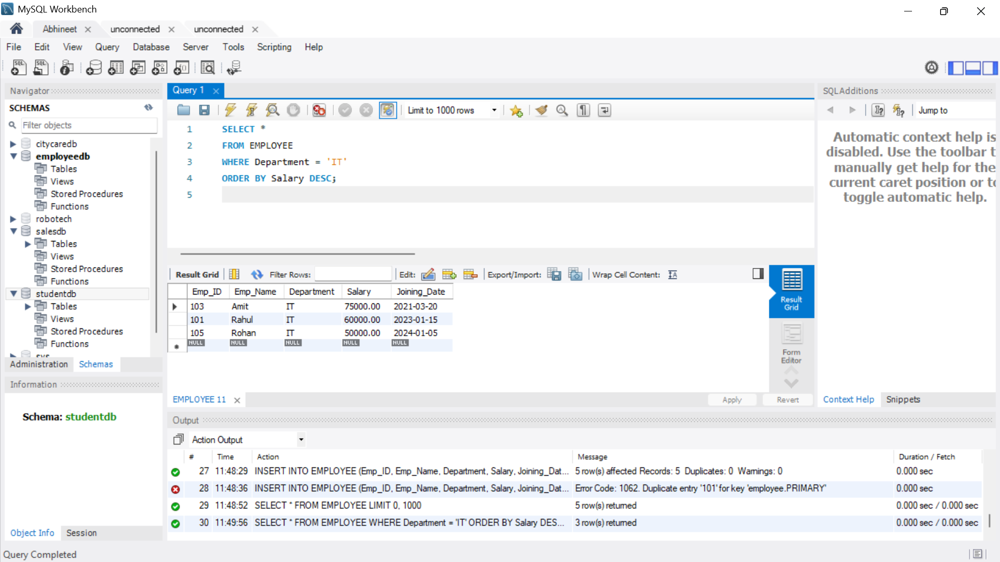 MySQL Workbench
Abhineet
unconnected
unconnected
File Edit View Query Database Server Tools Scripting Help
Navigator
SCHEMAS
Filter objects
citycaredb
employeedb
Tables
Views
Stored Procedures
Functions
robotech
salesdb
Tables
Views
Stored Procedures
Functions
studentdb
Tables
Views
Stored Procedures
Functions
sys
Administration Schemas
Information
Schema: studentdb
Object Info Session
Query 1
Limit to 1000 rows
1 SELECT *
2 FROM EMPLOYEE
3 WHERE Department = 'IT'
4 ORDER BY Salary DESC;
5
Result Grid Filter Rows: Edit: Export/Import: Wrap Cell Content:
Emp_ID Emp_Name Department Salary Joining_Date
103 Amit IT 75000.00 2021-03-20
101 Rahul IT 60000.00 2023-01-15
105 Rohan IT 50000.00 2024-01-05
NULL NULL NULL NULL NULL
Result
Grid
Form
Editor
EMPLOYEE 11
Apply Revert
SQLAdditions
Jump to
Automatic context help is
disabled. Use the toolbar t
manually get help for the
current caret position or to
toggle automatic help.
Context Help Snippets
Output
Action Output
# Time Action Message Duration / Fetch
27 11:48:29 INSERT INTO EMPLOYEE (Emp_ID, Emp_Name, Department, Salary, Joining_Dat... 5 row(s) affected Records: 5 Duplicates: 0 Warnings: 0 0.000 sec
28 11:48:36 INSERT INTO EMPLOYEE (Emp_ID, Emp_Name, Department, Salary, Joining_Dat... Error Code: 1062. Duplicate entry '101' for key 'employee.PRIMARY' 0.000 sec
29 11:48:52 SELECT * FROM EMPLOYEE LIMIT 0, 1000 5 row(s) returned 0.000 sec / 0.000 sec
30 11:49:56 SELECT * FROM EMPLOYEE WHERE Department = 'IT' ORDER BY Salary DES... 3 row(s) returned 0.000 sec / 0.000 sec
Query Completed